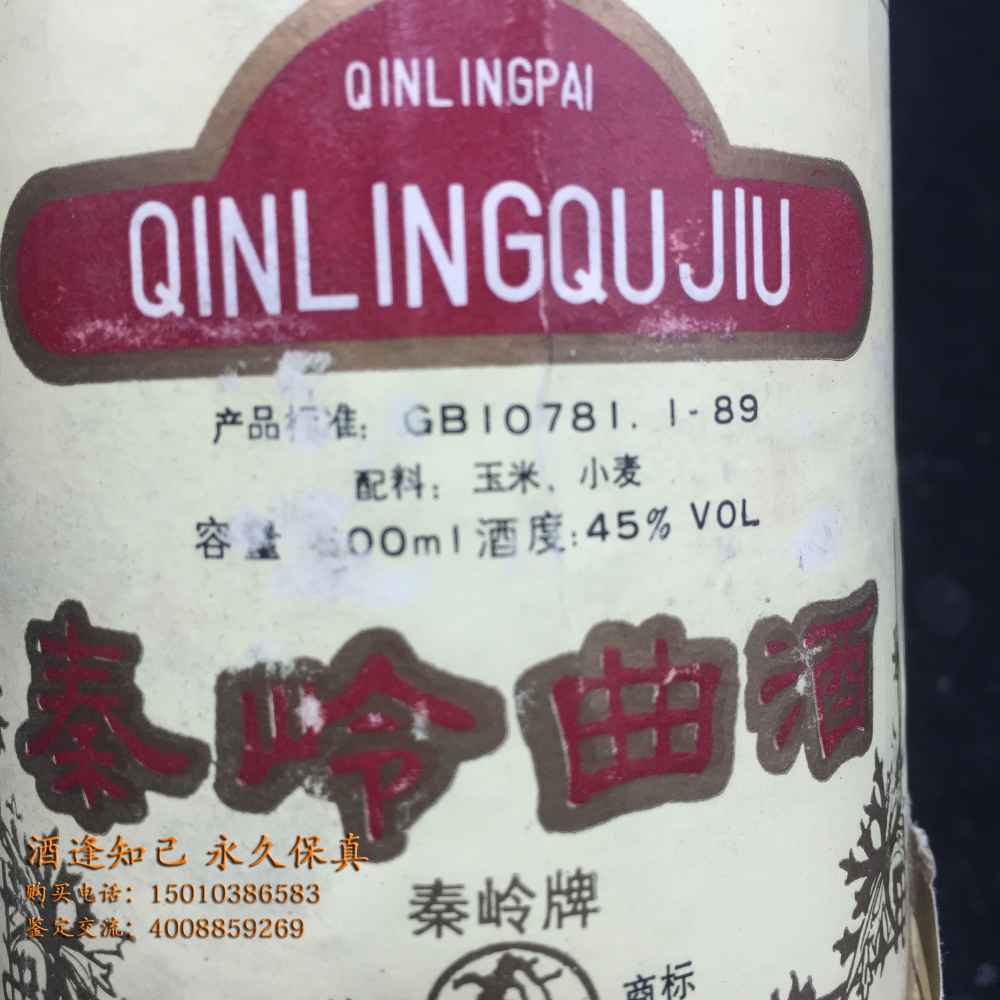 QINLINGPAI
QINLINGQUJIU
产品标准: GB10781. 1-89
配料: 玉米、小麦
容量 00ml 酒度:45% VOL
秦岭曲酒
酒逢知己 永久保真
购买电话: 15010386583
鉴定交流: 4008859269
秦岭牌
商标